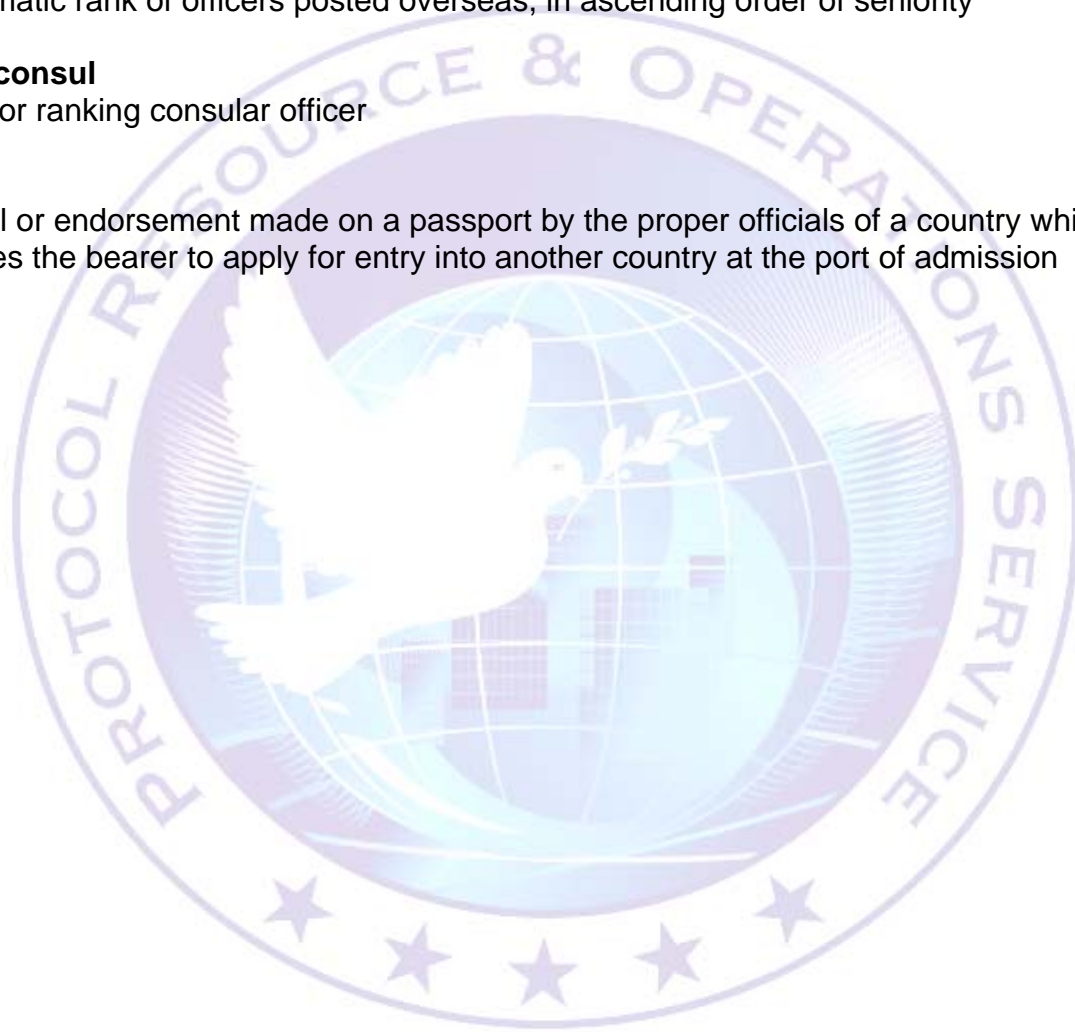 matic rank of officers posted overseas, in ascending order of seniority
consul
or ranking consular officer
l or endorsement made on a passport by the proper officials of a country whi
es the bearer to apply for entry into another country at the port of admission
PROTOCOL RESOURCE & OPERATIONS SERVICE